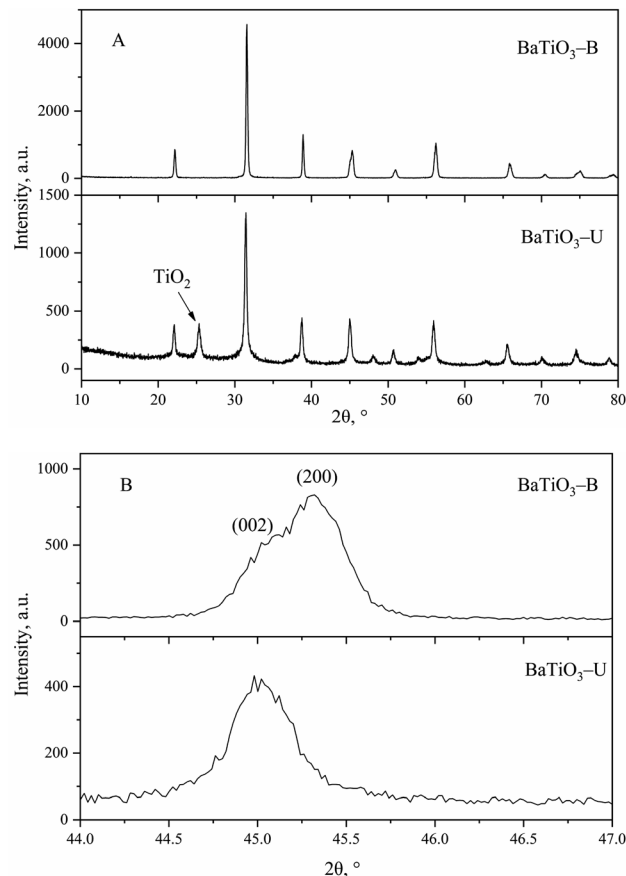 A
BaTiO₃–B
4000
2000
0
Intensity, a.u.
BaTiO₃–U
TiO₂
1500
1000
500
0
10 20 30 40 50 60 70 80
2θ, °
B
(200)
BaTiO₃–B
(002)
1000
500
0
Intensity, a.u.
BaTiO₃–U
400
200
0
44.0 44.5 45.0 45.5 46.0 46.5 47.0
2θ, °